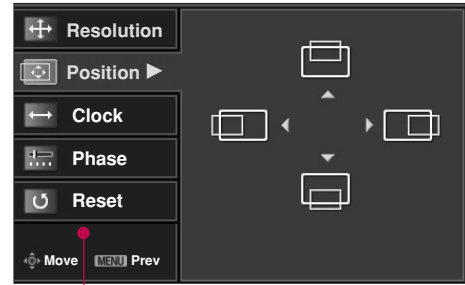 Resolution
Position
Clock
Phase
Reset
Move MENU Prev